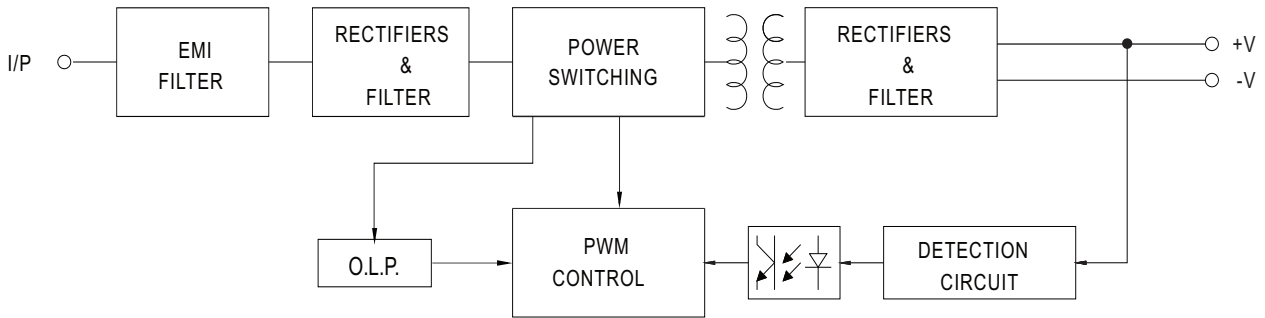 I/P
EMI
FILTER
RECTIFIERS
&
FILTER
POWER
SWITCHING
RECTIFIERS
&
FILTER
+V
-V
O.L.P.
PWM
CONTROL
DETECTION
CIRCUIT